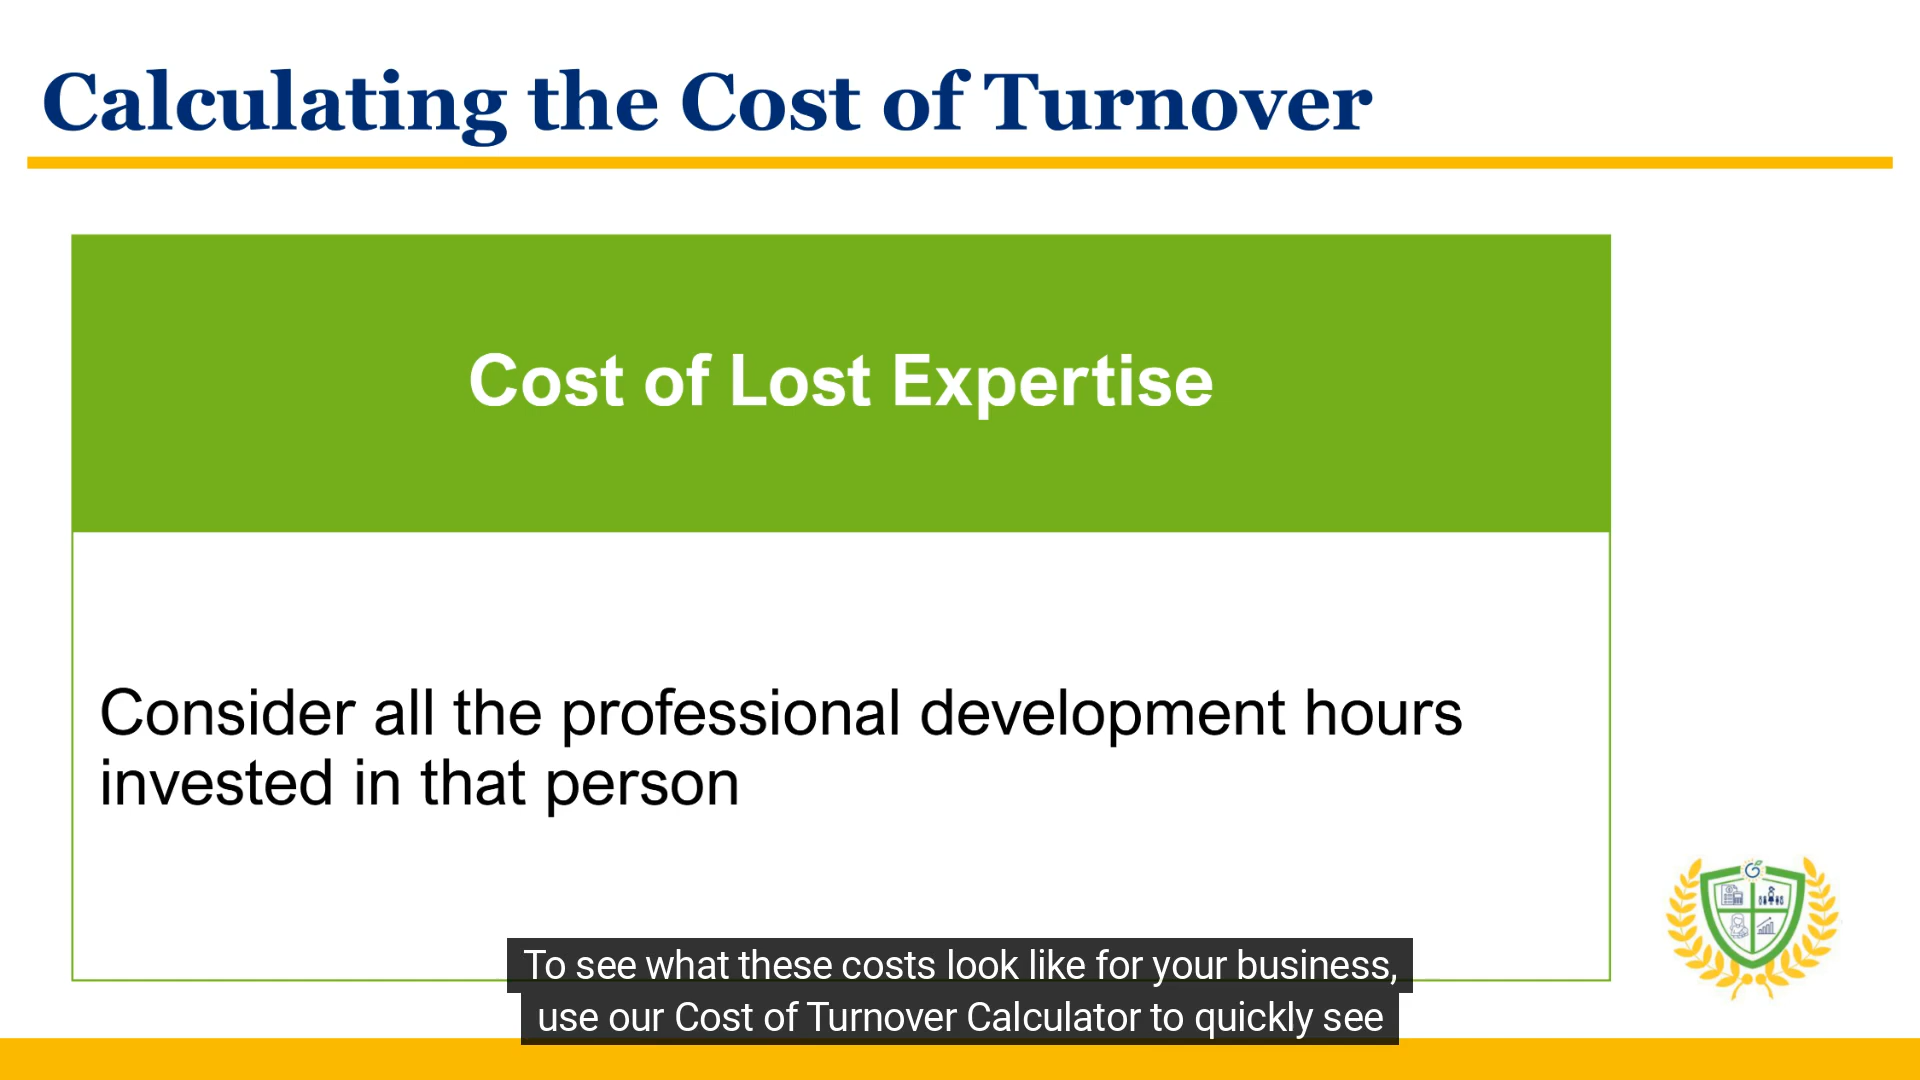 Calculating the Cost of Turnover
Cost of Lost Expertise
Consider all the professional development hours
invested in that person
To see what these costs look like for your business,
use our Cost of Turnover Calculator to quickly see